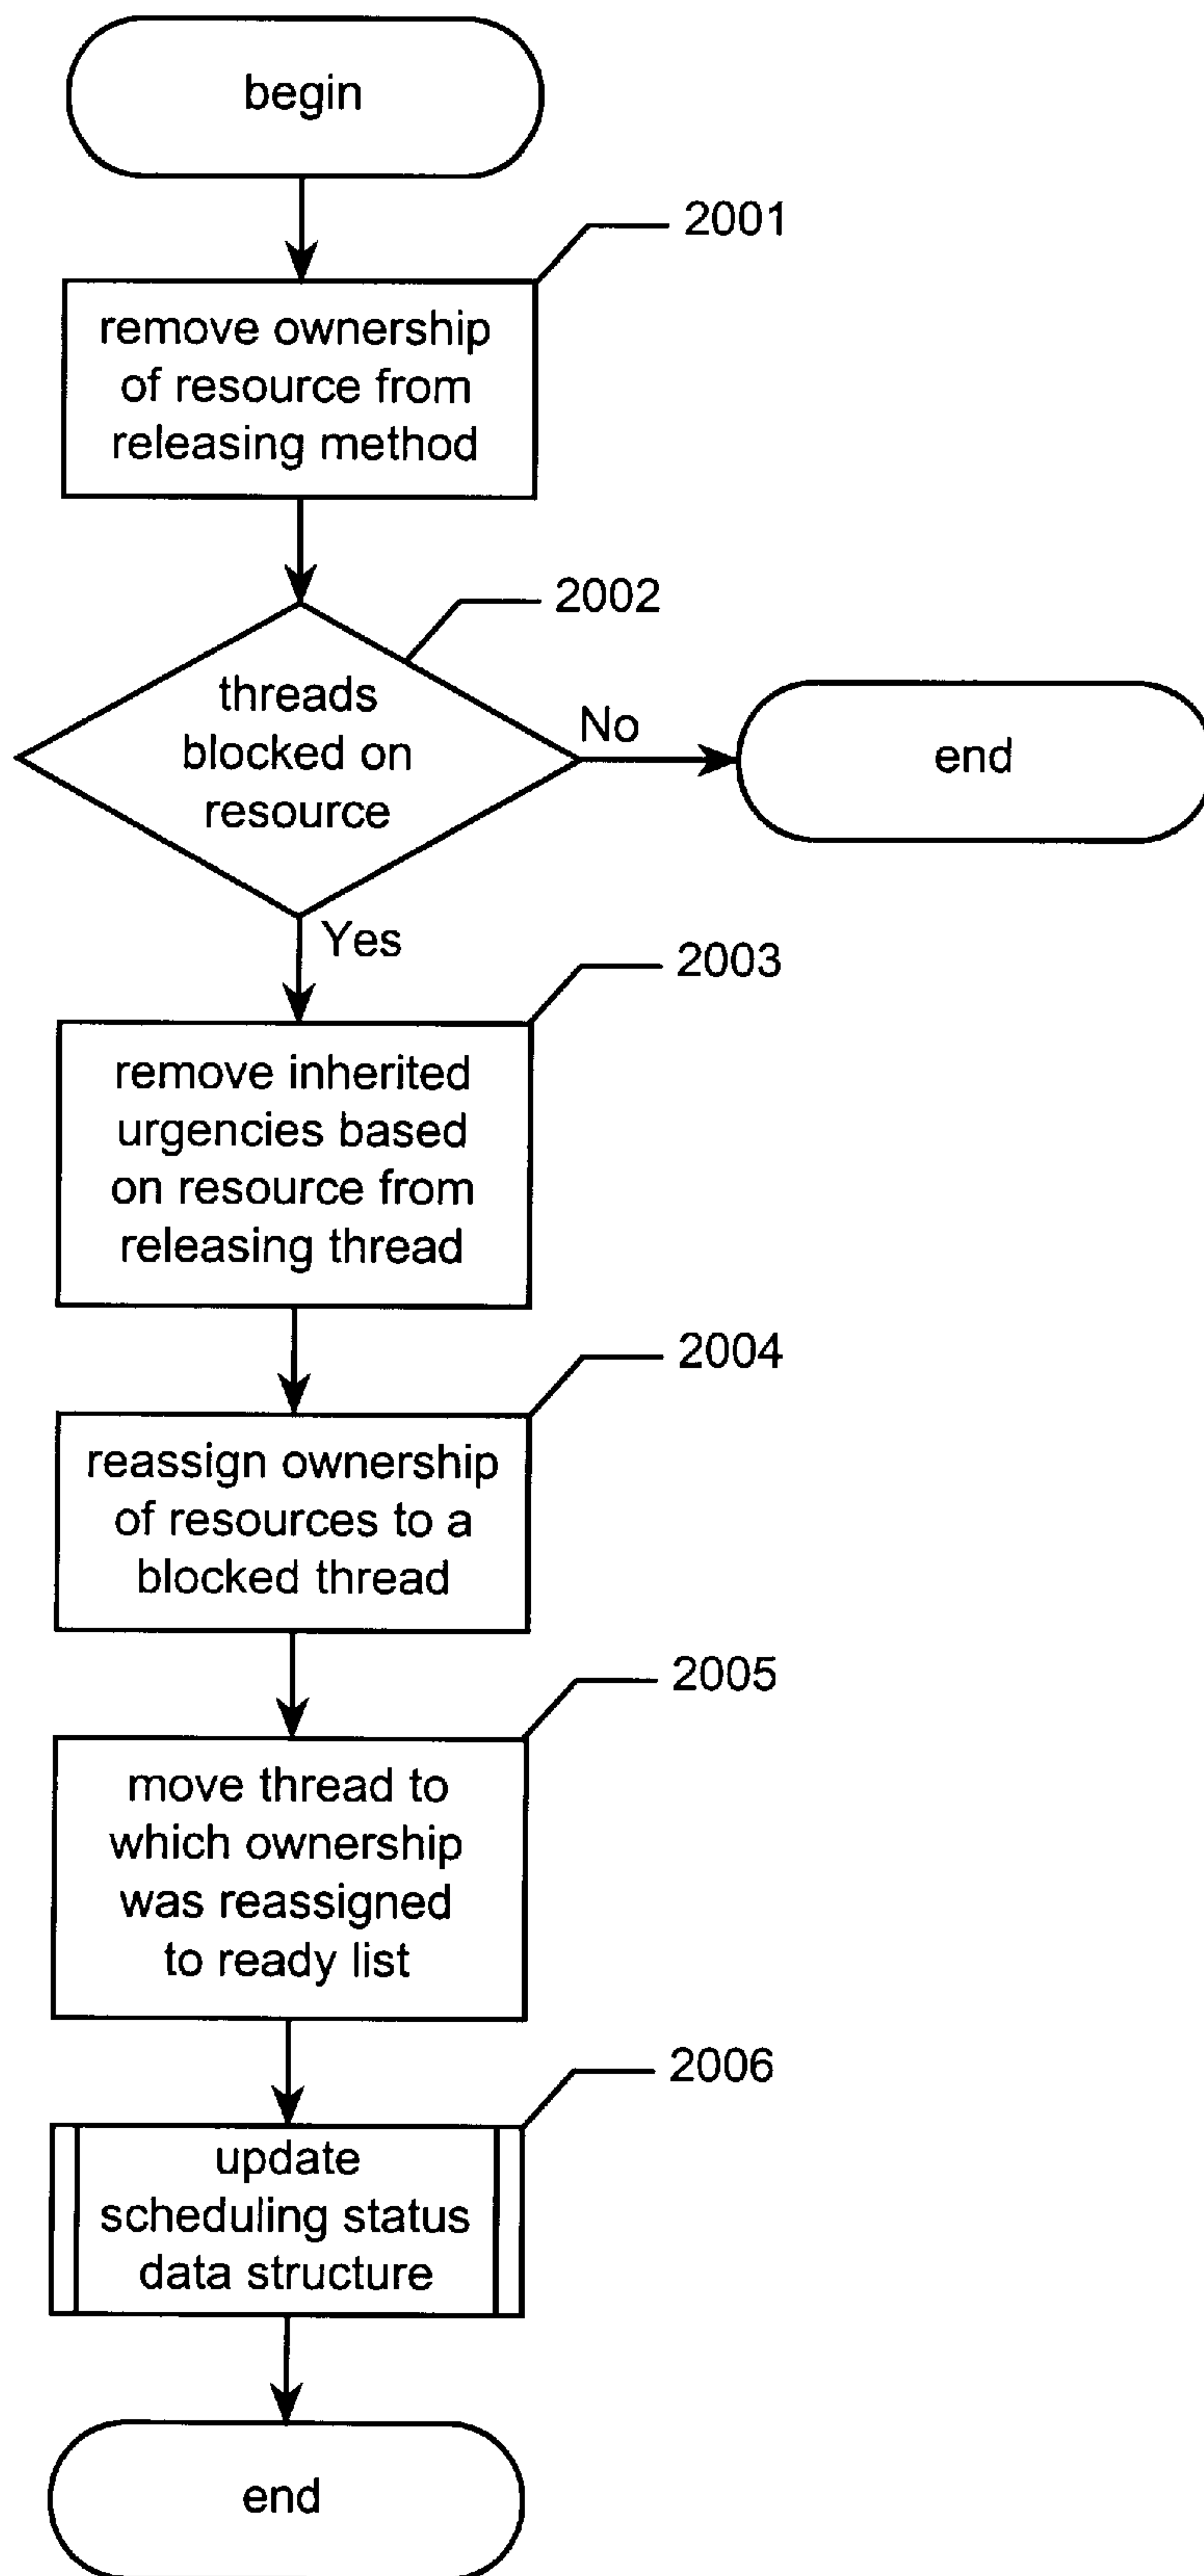 begin
2001
remove ownership
of resource from
releasing method
2002
threads
blocked on
resource
No
end
Yes
2003
remove inherited
urgencies based
on resource from
releasing thread
2004
reassign ownership
of resources to a
blocked thread
2005
move thread to
which ownership
was reassigned
to ready list
2006
update
scheduling status
data structure
end